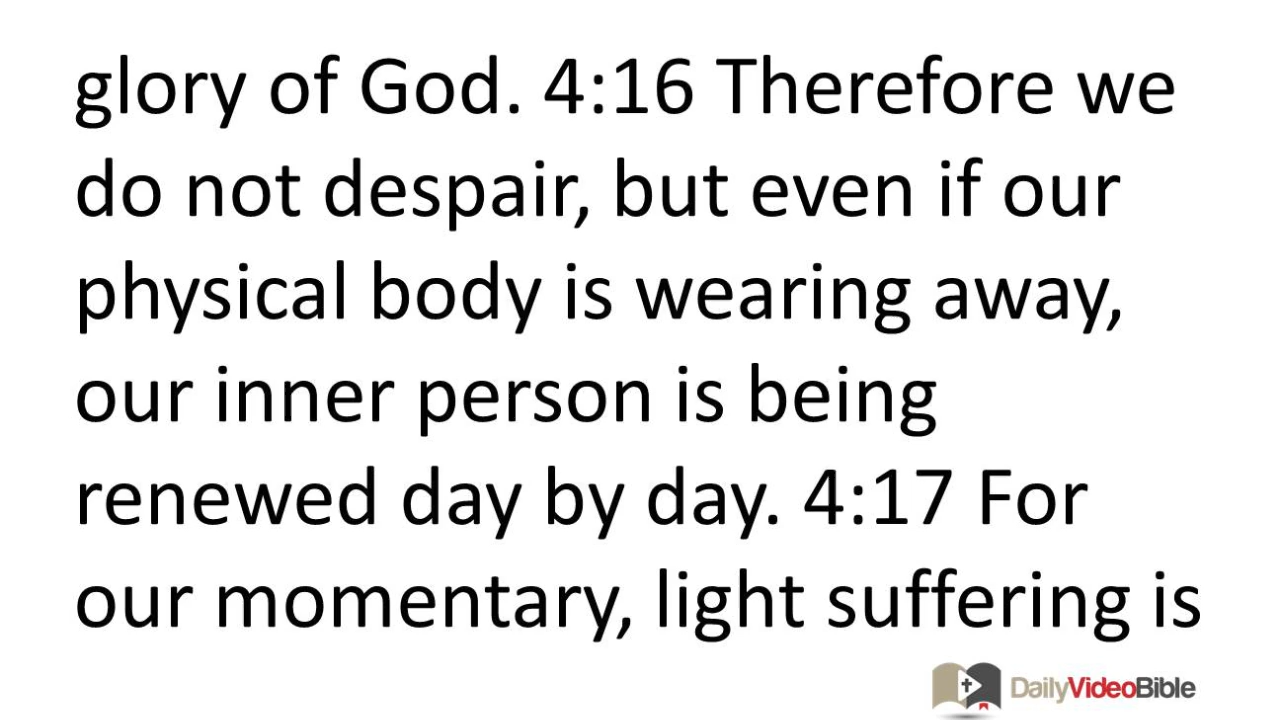 glory of God. 4:16 Therefore we
do not despair, but even if our
physical body is wearing away,
our inner person is being
renewed day by day. 4:17 For
our momentary, light suffering is
DailyVideoBible